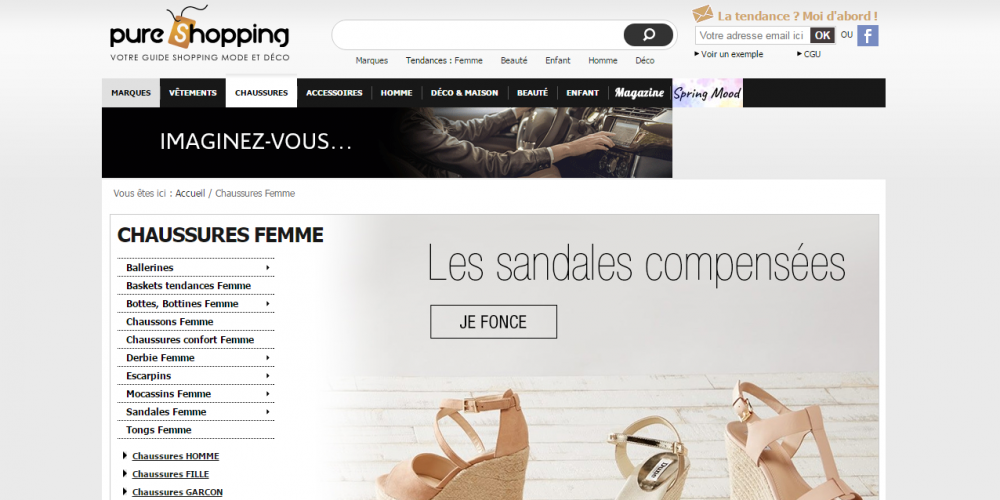 pure Shopping
VOTRE GUIDE SHOPPING MODE ET DÉCO
Marques Tendances : Femme Beauté Enfant Homme Déco
La tendance ? Moi d'abord !
Votre adresse email ici OK OU f
Voir un exemple CGU
MARQUES VÊTEMENTS CHAUSSURES ACCESSOIRES HOMME DÉCO & MAISON BEAUTÉ ENFANT Magazine Spring Mood
IMAGINEZ-VOUS...
Vous êtes ici : Accueil / Chaussures Femme
CHAUSSURES FEMME
Ballerines
Baskets tendances Femme
Bottes, Bottines Femme
Chaussons Femme
Chaussures confort Femme
Derbie Femme
Escarpins
Mocassins Femme
Sandales Femme
Tongs Femme
Chaussures HOMME
Chaussures FILLE
Chaussures GARCON
Les sandales compensées
JE FONCE